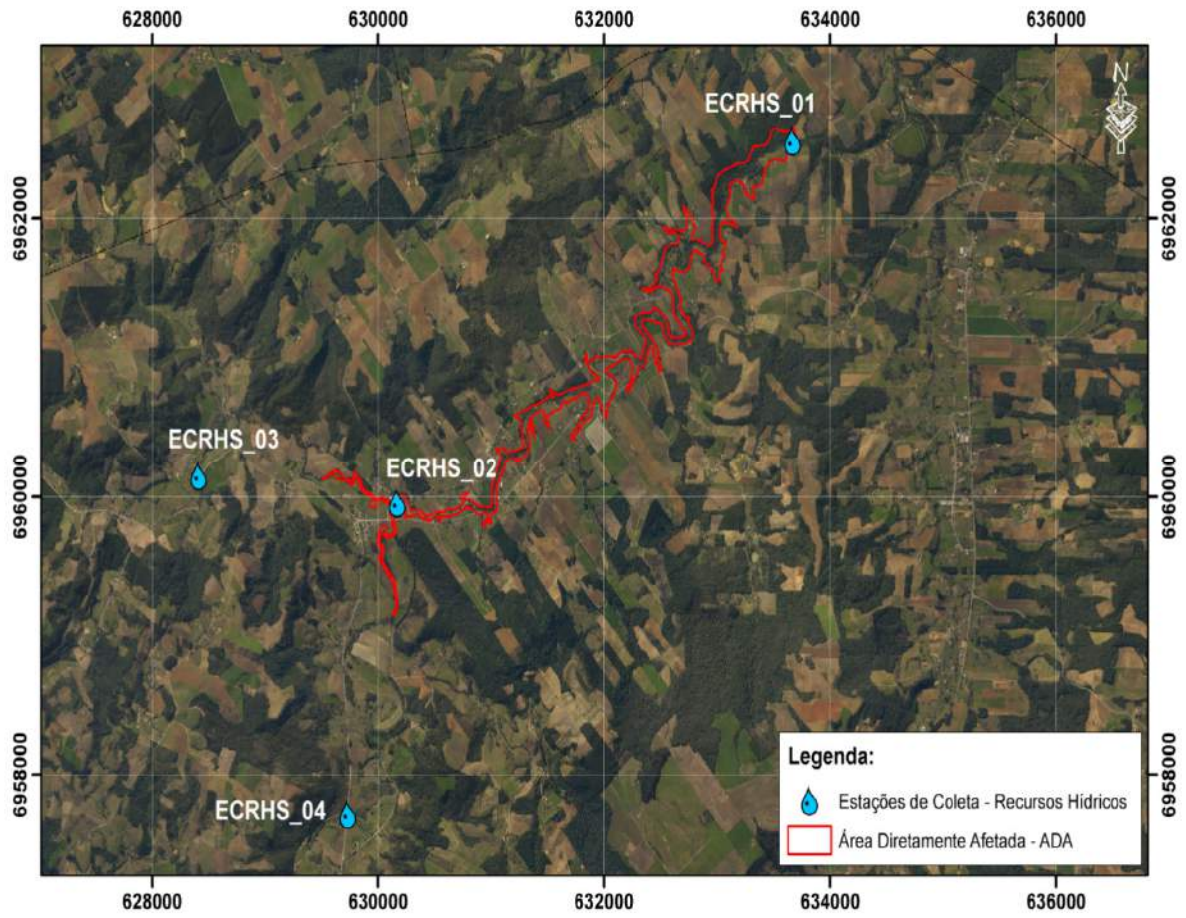 628000 630000 632000 634000 636000
N
ECRHS_01
6962000 6962000
ECRHS_03
ECRHS_02
6960000 6960000
Legenda:
6958000 6958000
Estações de Coleta - Recursos Hídricos
ECRHS_04
Área Diretamente Afetada - ADA
628000 630000 632000 634000 636000